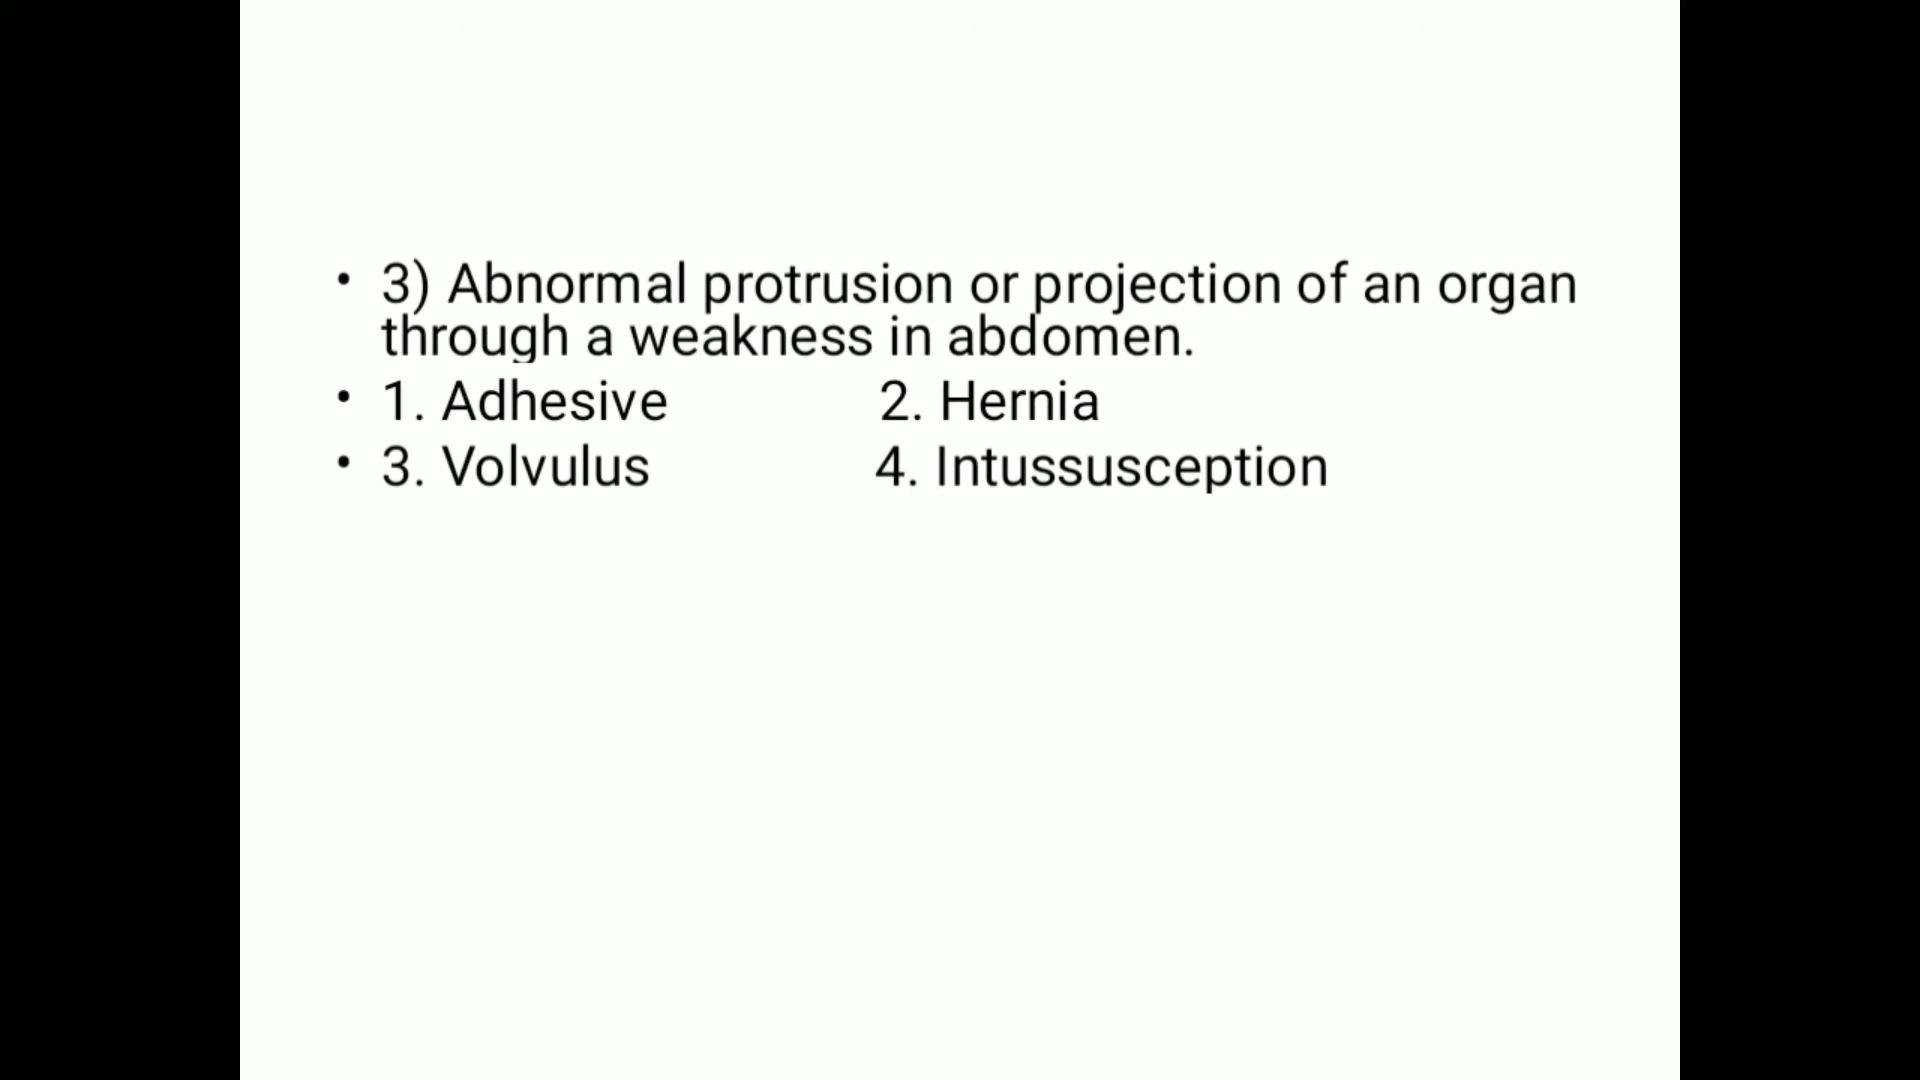 • 3) Abnormal protrusion or projection of an organ
through a weakness in abdomen.
• 1. Adhesive 2. Hernia
• 3. Volvulus 4. Intussusception